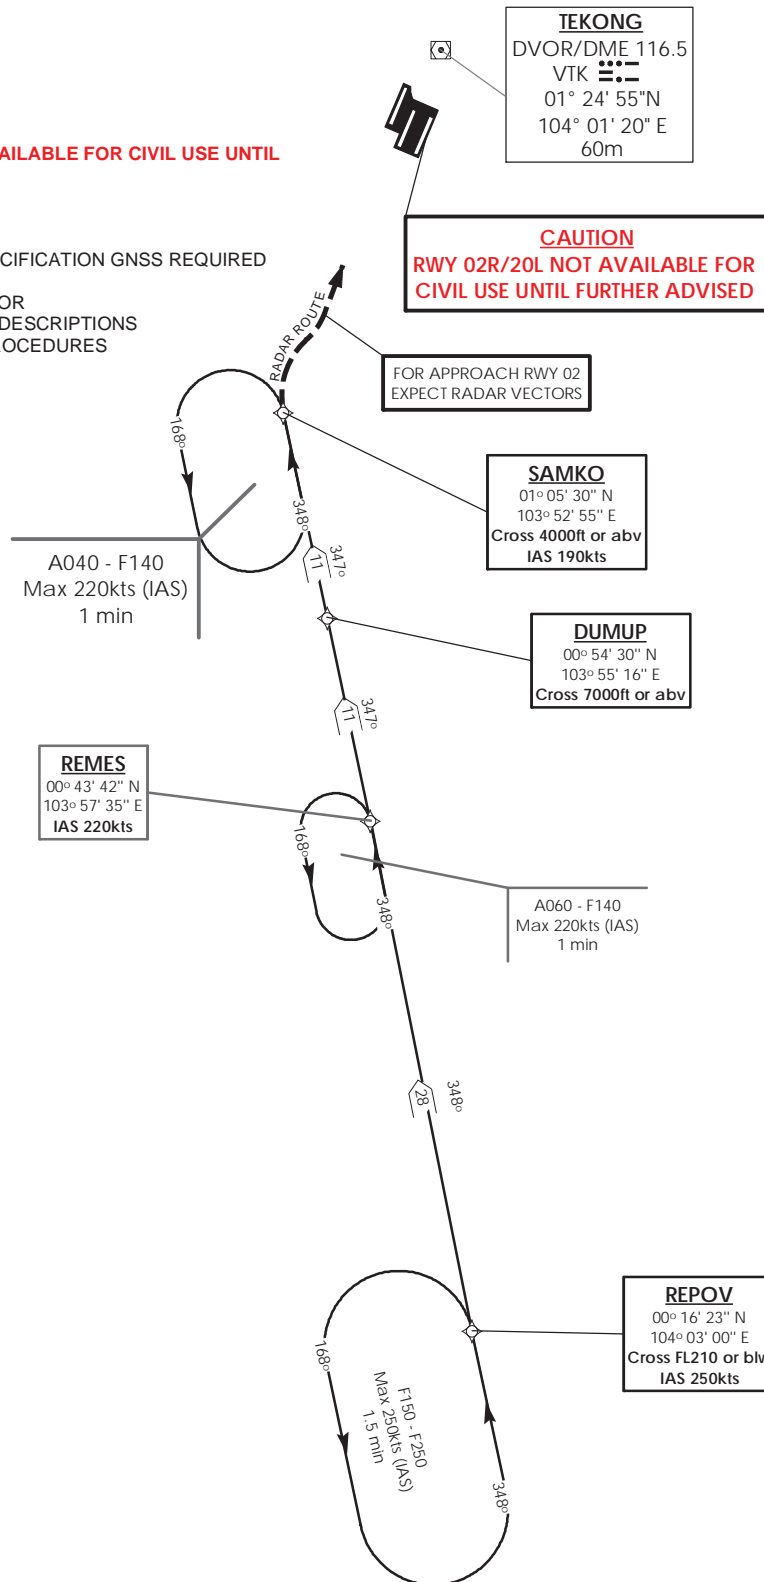 TEKONG
DVOR/DME 116.5
VTK
01° 24' 55"N
104° 01' 20" E
60m
AILABLE FOR CIVIL USE UNTIL
CAUTION
RWY 02R/20L NOT AVAILABLE FOR
CIVIL USE UNTIL FURTHER ADVISED
CIFICATION GNSS REQUIRED
OR
DESCRIPTIONS
OCEDURES
RADAR ROUTE
FOR APPROACH RWY 02
EXPECT RADAR VECTORS
168°
SAMKO
01° 05' 30" N
103° 52' 55" E
Cross 4000ft or abv
IAS 190kts
348°
347°
11
A040 - F140
Max 220kts (IAS)
1 min
DUMUP
00° 54' 30" N
103° 55' 16" E
Cross 7000ft or abv
347°
11
REMES
00° 43' 42" N
103° 57' 35" E
IAS 220kts
168°
348°
A060 - F140
Max 220kts (IAS)
1 min
348°
28
REPOV
00° 16' 23" N
104° 03' 00" E
Cross FL210 or blw
IAS 250kts
168°
F150 - F250
Max 250kts (IAS)
1.5 min
348°